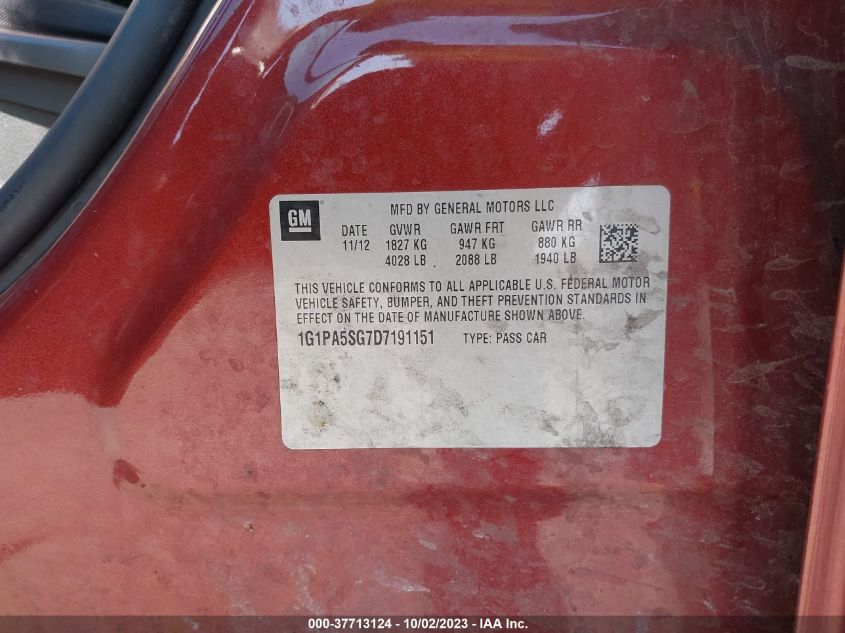 GM ®
MFD BY GENERAL MOTORS LLC
DATE GVWR GAWR FRT GAWR RR
11/12 1827 KG 947 KG 880 KG
4028 LB 2088 LB 1940 LB
THIS VEHICLE CONFORMS TO ALL APPLICABLE U.S. FEDERAL MOTOR
VEHICLE SAFETY, BUMPER, AND THEFT PREVENTION STANDARDS IN
EFFECT ON THE DATE OF MANUFACTURE SHOWN ABOVE.
1G1PA5SG7D7191151 TYPE: PASS CAR
000-37713124 - 10/02/2023 - IAA Inc.